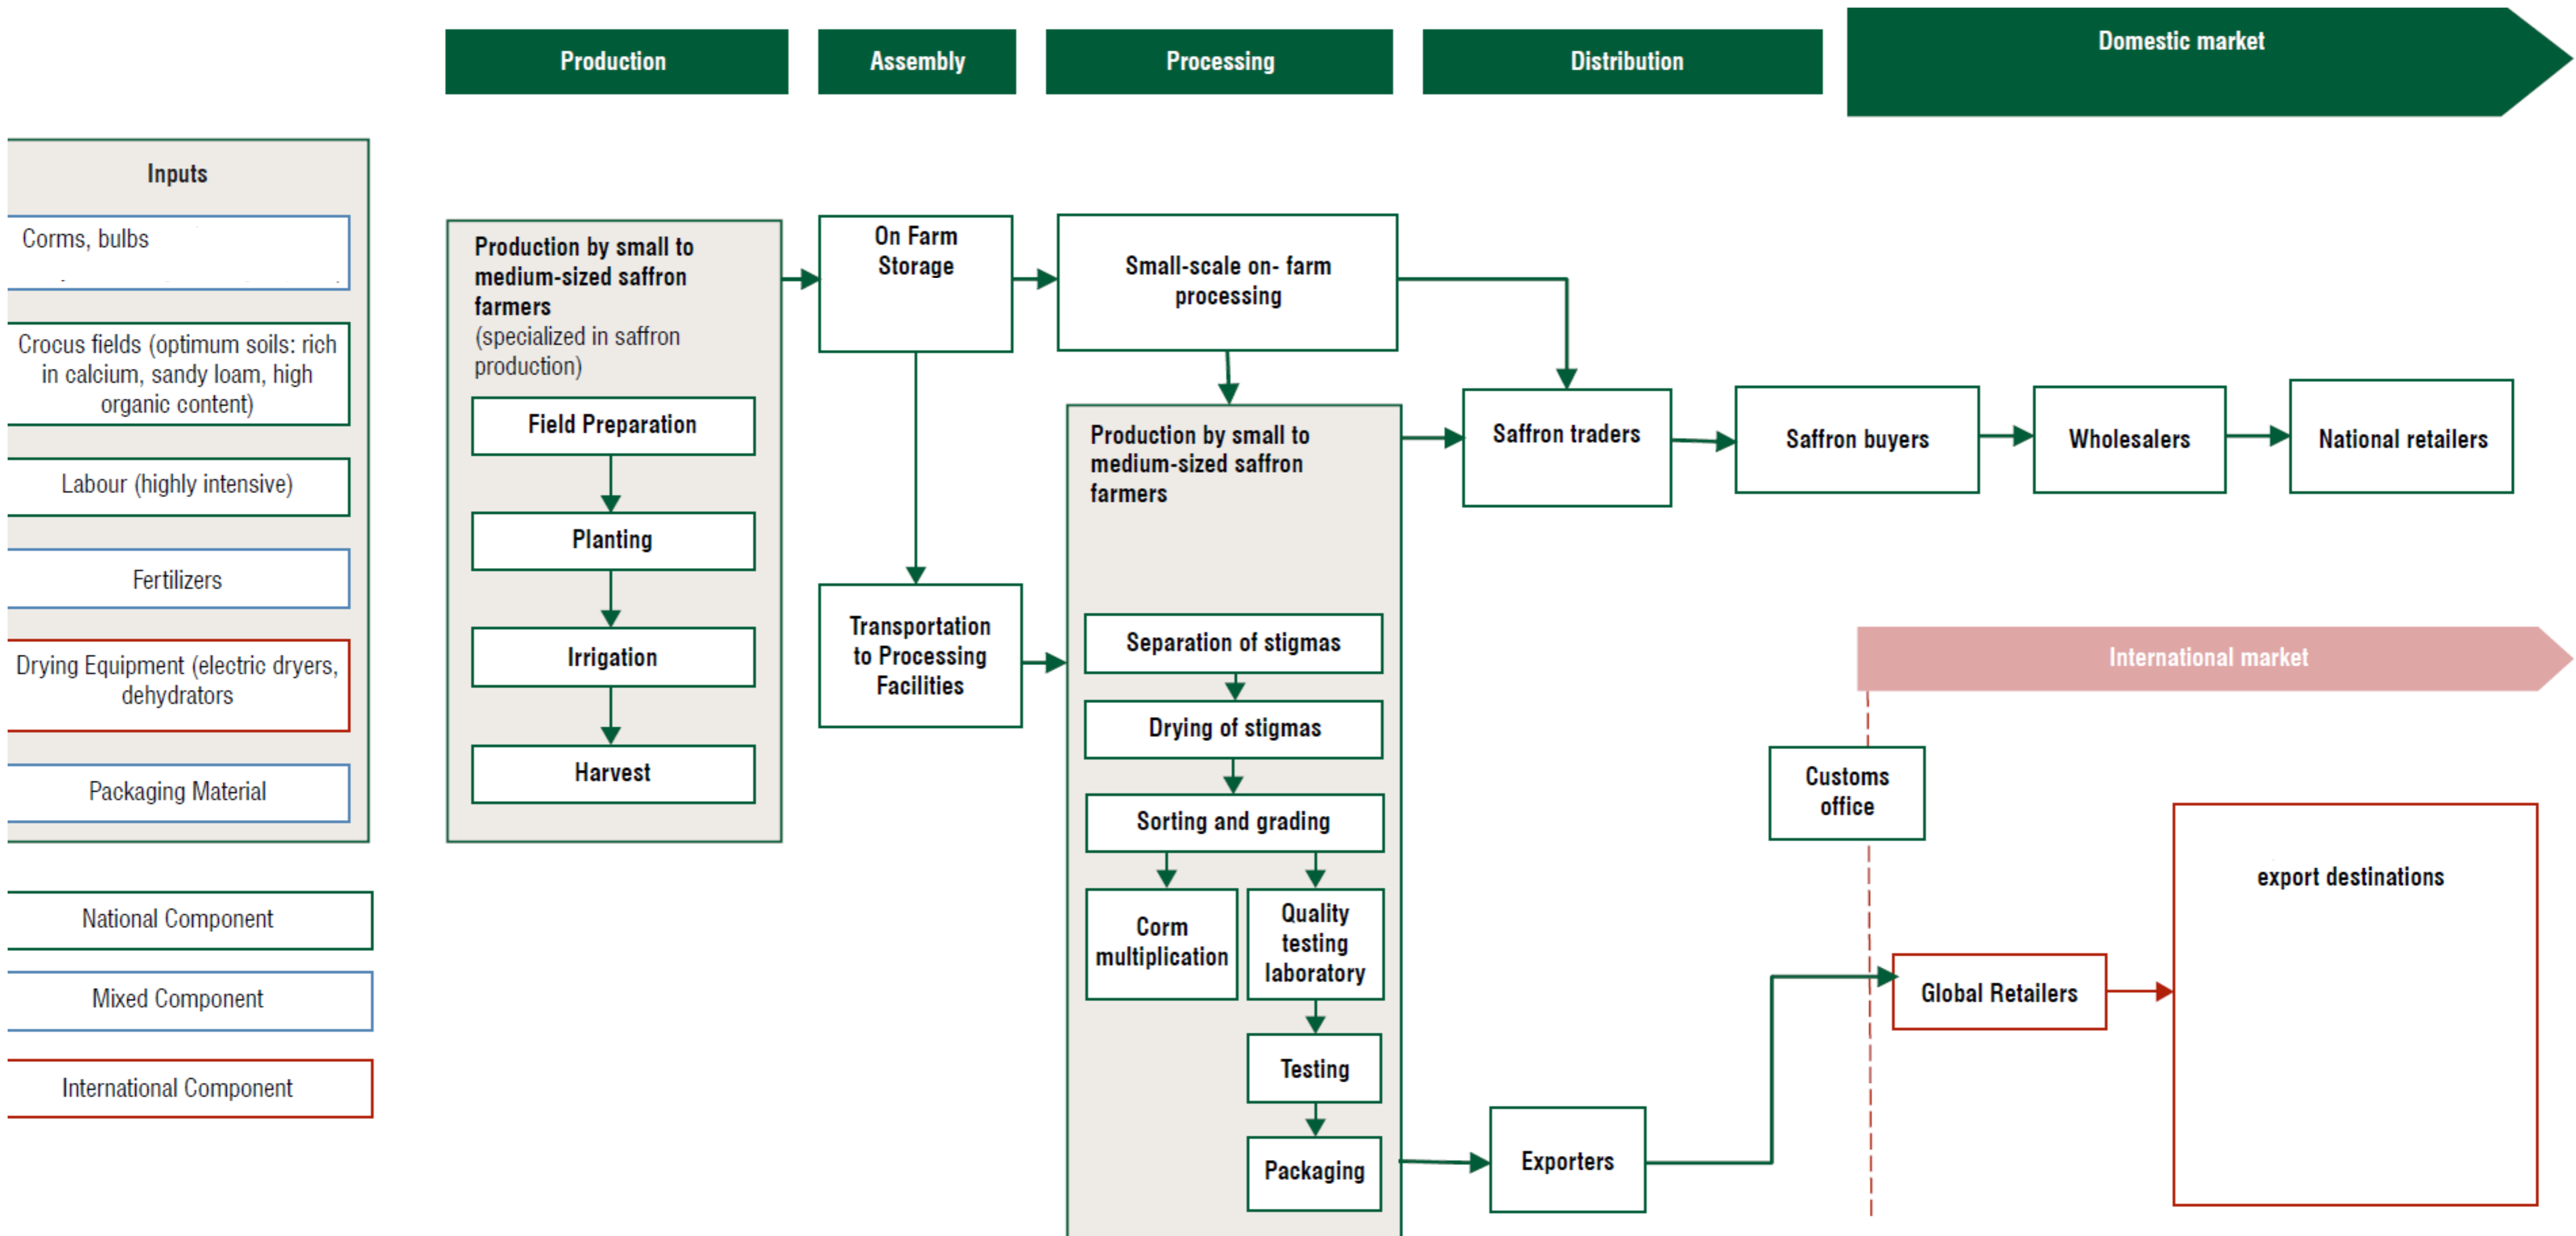 Production
Assembly
Processing
Distribution
Domestic market
Inputs
Corms, bulbs
Crocus fields (optimum soils: rich
in calcium, sandy loam, high
organic content)
Labour (highly intensive)
Fertilizers
Drying Equipment (electric dryers,
dehydrators
Packaging Material
National Component
Mixed Component
International Component
Production by small to
medium-sized saffron
farmers
(specialized in saffron
production)
Field Preparation
Planting
Irrigation
Harvest
On Farm
Storage
Transportation
to Processing
Facilities
Small-scale on- farm
processing
Production by small to
medium-sized saffron
farmers
Separation of stigmas
Drying of stigmas
Sorting and grading
Corm
multiplication
Quality
testing
laboratory
Testing
Packaging
Saffron traders
Saffron buyers
Wholesalers
National retailers
International market
Customs
office
Exporters
Global Retailers
export destinations